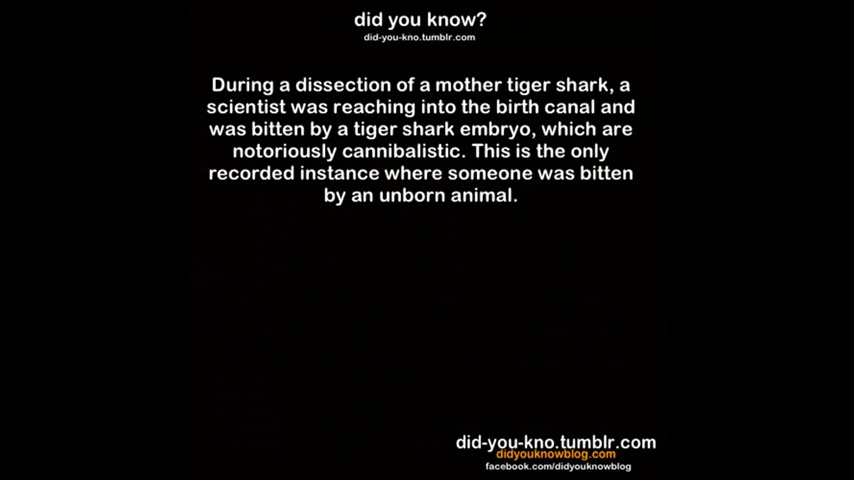 did you know?
did-you-kno.tumblr.com
During a dissection of a mother tiger shark, a
scientist was reaching into the birth canal and
was bitten by a tiger shark embryo, which are
notoriously cannibalistic. This is the only
recorded instance where someone was bitten
by an unborn animal.
did-you-kno.tumblr.com
didyouknowblog.com
facebook.com/didyouknowblog